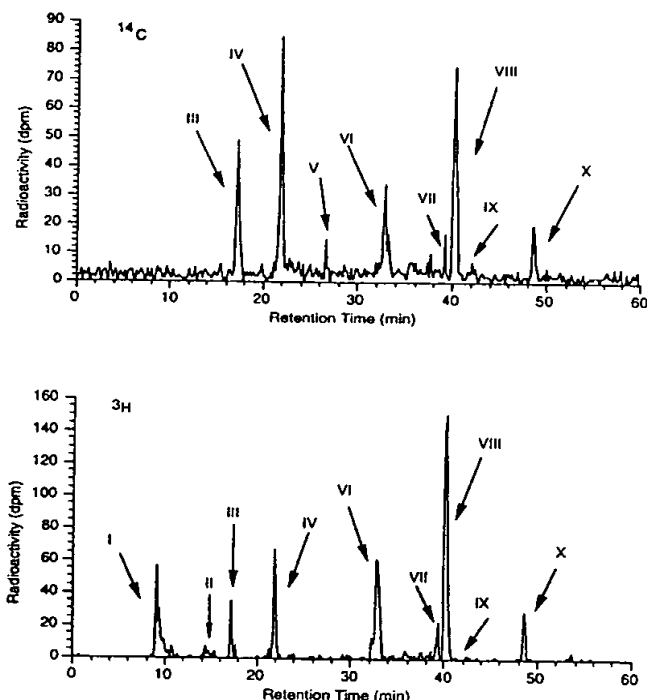 14C
90
80
70
60
50
40
30
20
10
0
Radioactivity (dpm)
III
IV
V
VI
VII
VIII
IX
X
0 10 20 30 40 50 60
Retention Time (min)
3H
160
140
120
100
80
60
40
20
0
Radioactivity (dpm)
I
II
III
IV
VI
VII
VIII
IX
X
0 10 20 30 40 50 60
Retention Time (min)